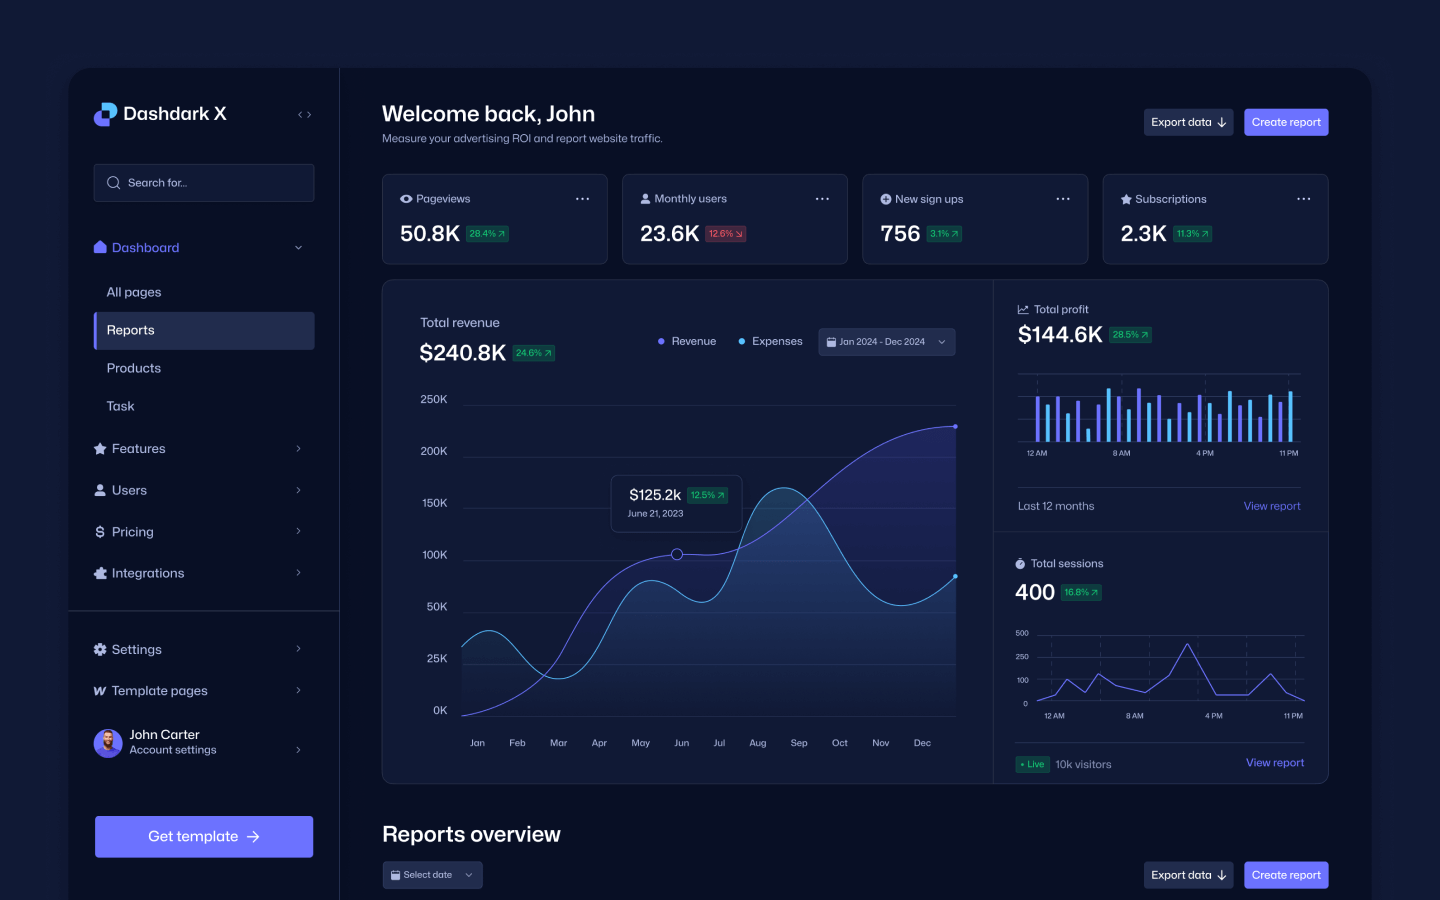 Dashdark X
Search for...
Dashboard
All pages
Reports
Products
Task
Features
Users
Pricing
Integrations
Settings
Template pages
John Carter
Account settings
Get template
Welcome back, John
Measure your advertising ROI and report website traffic.
Export data
Create report
Pageviews
50.8K 28.4%
Monthly users
23.6K 12.6%
New sign ups
756 3.1%
Subscriptions
2.3K 11.3%
Total revenue
$240.8K 24.6%
Revenue
Expenses
Jan 2024 - Dec 2024
250K
200K
150K
100K
50K
25K
0K
$125.2k 12.5%
June 21, 2023
Jan Feb Mar Apr May Jun Jul Aug Sep Oct Nov Dec
Total profit
$144.6K 28.5%
12 AM 8 AM 4 PM 11 PM
Last 12 months
View report
Total sessions
400 16.8%
500
250
100
0
12 AM 8 AM 4 PM 11 PM
Live
10k visitors
View report
Reports overview
Select date
Export data
Create report